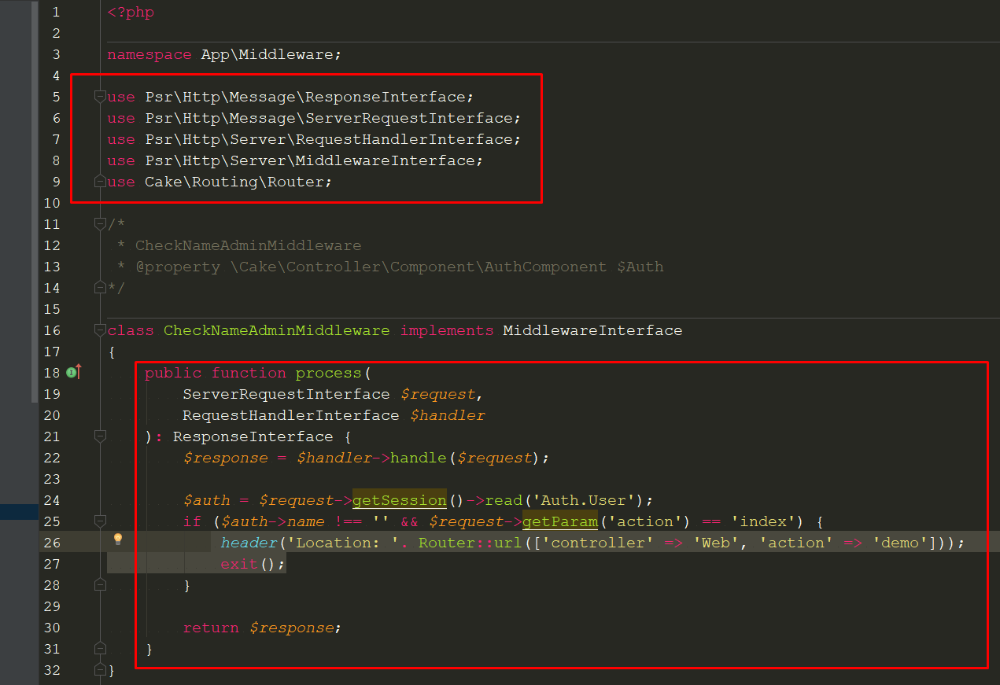 1 <?php
2
3 namespace App\Middleware;
4
5 use Psr\Http\Message\ResponseInterface;
6 use Psr\Http\Message\ServerRequestInterface;
7 use Psr\Http\Server\RequestHandlerInterface;
8 use Psr\Http\Server\MiddlewareInterface;
9 use Cake\Routing\Router;
10
11 /*
12  * CheckNameAdminMiddleware
13  * @property \Cake\Controller\Component\AuthComponent $Auth
14 */
15
16 class CheckNameAdminMiddleware implements MiddlewareInterface
17 {
18     public function process(
19         ServerRequestInterface $request,
20         RequestHandlerInterface $handler
21     ): ResponseInterface {
22         $response = $handler->handle($request);
23
24         $auth = $request->getSession()->read('Auth.User');
25         if ($auth->name !== '' && $request->getParam('action') == 'index') {
26             header('Location: '. Router::url(['controller' => 'Web', 'action' => 'demo']));
27             exit();
28         }
29
30         return $response;
31     }
32 }